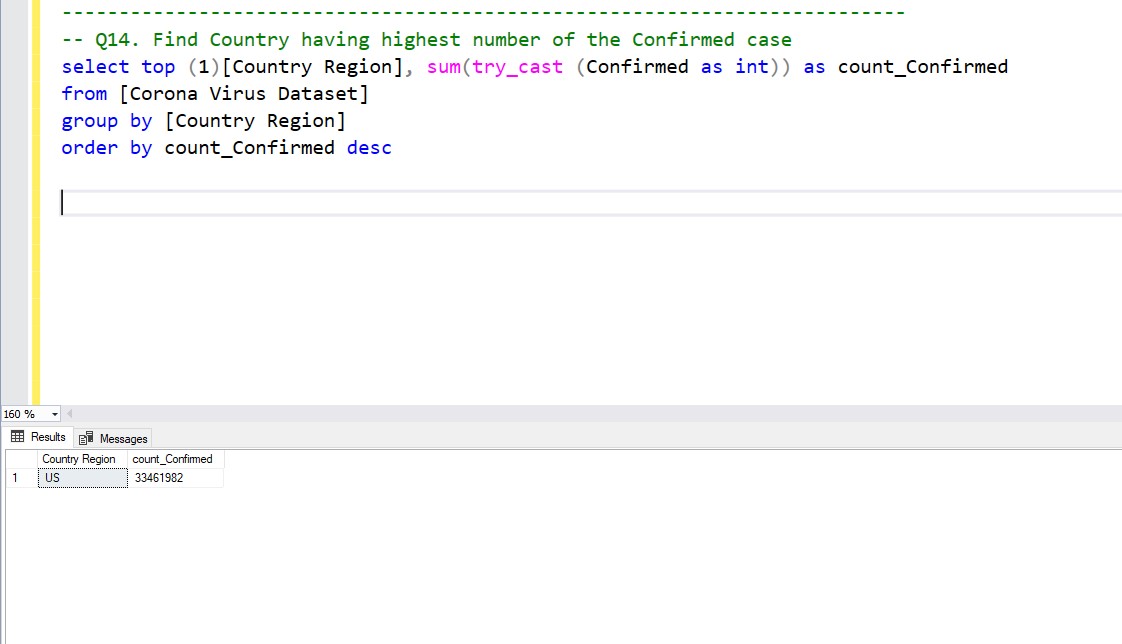 --------------------------------------------------------------------------
-- Q14. Find Country having highest number of the Confirmed case
select top (1)[Country Region], sum(try_cast (Confirmed as int)) as count_Confirmed
from [Corona Virus Dataset]
group by [Country Region]
order by count_Confirmed desc
160 %
Results Messages
Country Region count_Confirmed
1 US 33461982